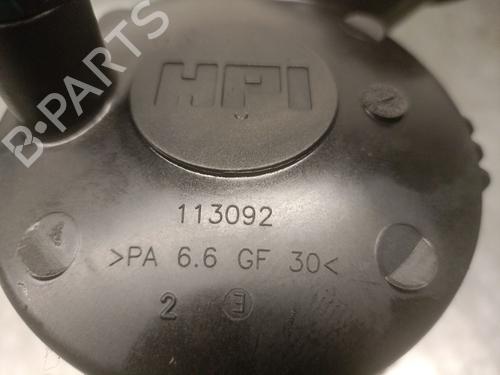 HPI
B-PARTS
113092
>PA 6.6 GF 30<
2 E